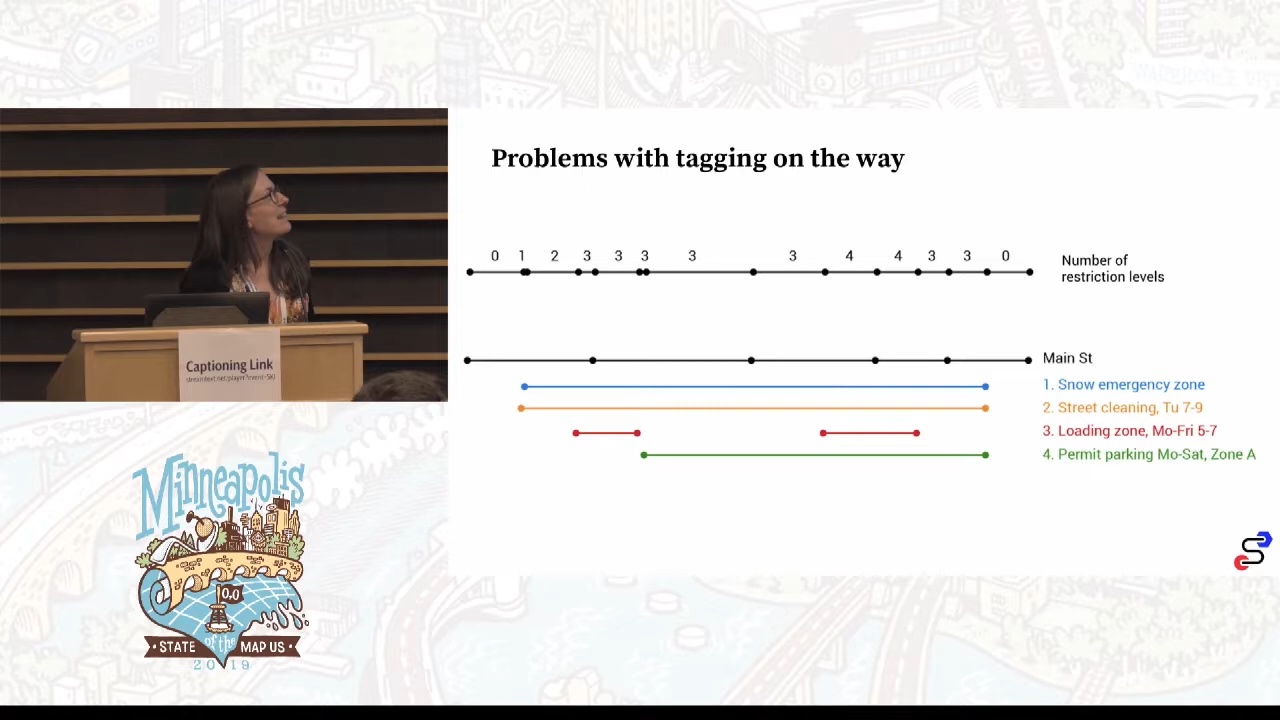 Problems with tagging on the way
0 1 2 3 3 3 3 3 4 4 3 3 0
Number of
restriction levels
Main St
1. Snow emergency zone
2. Street cleaning, Tu 7-9
3. Loading zone, Mo-Fri 5-7
4. Permit parking Mo-Sat, Zone A
Captioning Link
Minneapolis
0,0
• STATE of the MAP US •
2019